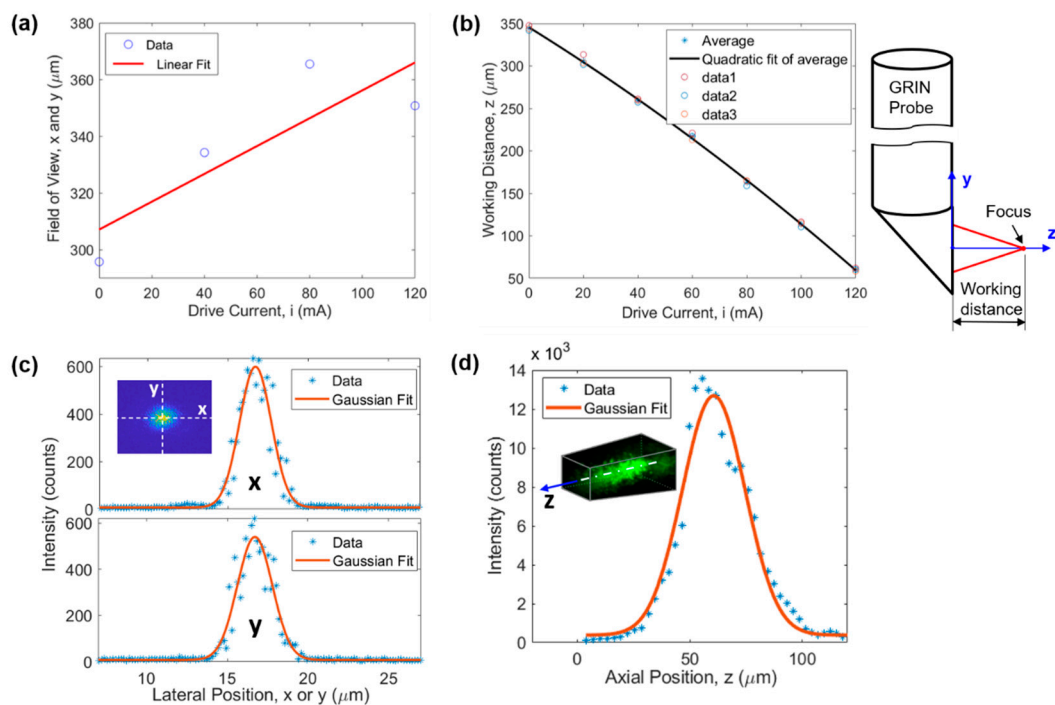 (a)
380
360
340
320
300
Field of View, x and y (μm)
Data
Linear Fit
0
20
40
60
80
100
120
Drive Current, i (mA)
(b)
350
300
250
200
150
100
50
Working Distance, z (μm)
Average
Quadratic fit of average
data1
data2
data3
0
20
40
60
80
100
120
Drive Current, i (mA)
GRIN
Probe
y
Focus
z
Working
distance
(c)
600
400
200
0
y
x
Data
Gaussian Fit
x
600
400
200
0
Data
Gaussian Fit
y
Intensity (counts)
10
15
20
25
Lateral Position, x or y (μm)
(d)
x 10³
14
12
10
8
6
4
2
0
Intensity (counts)
Data
Gaussian Fit
z
0
50
100
Axial Position, z (μm)